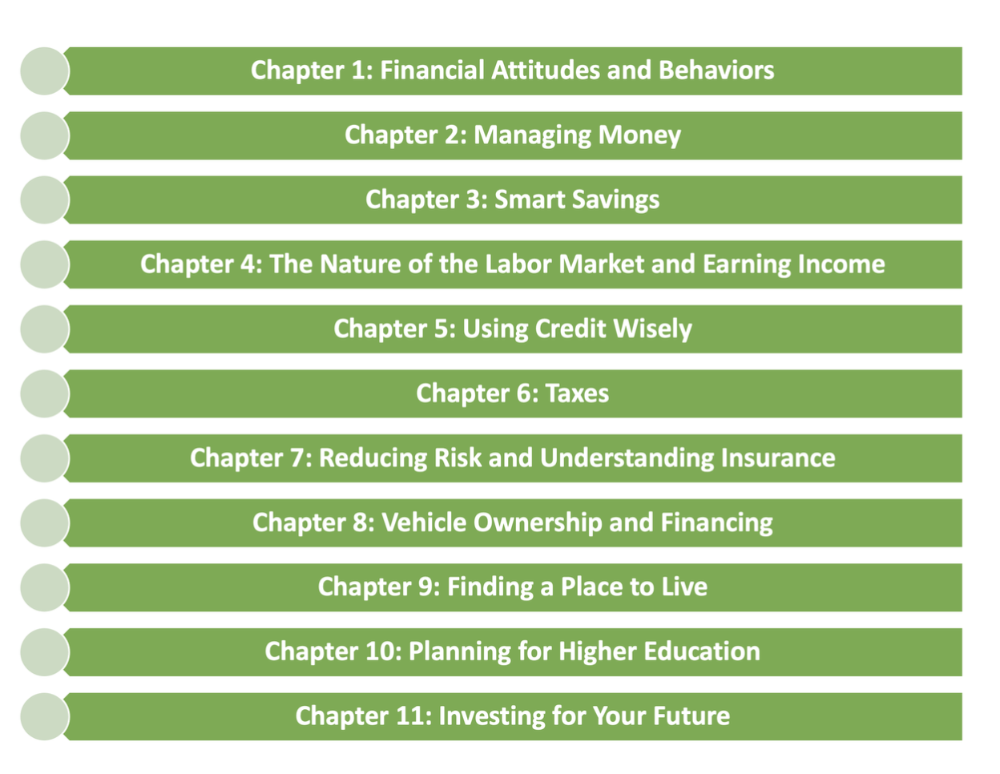 Chapter 1: Financial Attitudes and Behaviors
Chapter 2: Managing Money
Chapter 3: Smart Savings
Chapter 4: The Nature of the Labor Market and Earning Income
Chapter 5: Using Credit Wisely
Chapter 6: Taxes
Chapter 7: Reducing Risk and Understanding Insurance
Chapter 8: Vehicle Ownership and Financing
Chapter 9: Finding a Place to Live
Chapter 10: Planning for Higher Education
Chapter 11: Investing for Your Future